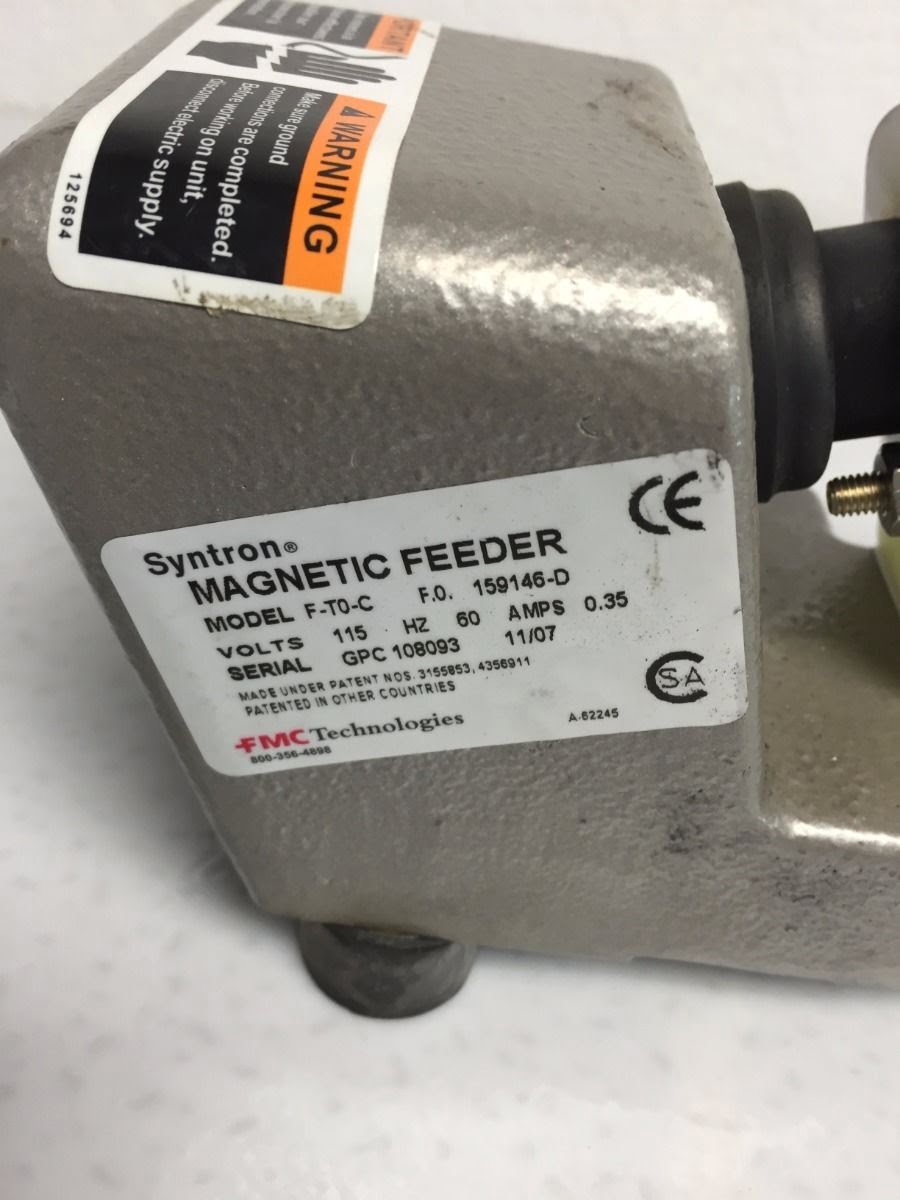 IMPORTANT
WARNING
Make sure ground
connections are completed.
Before working on unit,
disconnect electric supply.
125694
CE
Syntron®
MAGNETIC FEEDER
MODEL F-T0-C F.O. 159146-D
VOLTS 115 HZ 60 AMPS 0.35
SERIAL GPC 108093 11/07
MADE UNDER PATENT NOS. 3155853, 4356911
PATENTED IN OTHER COUNTRIES
CSA
FMC Technologies
800-356-4898
A-62245